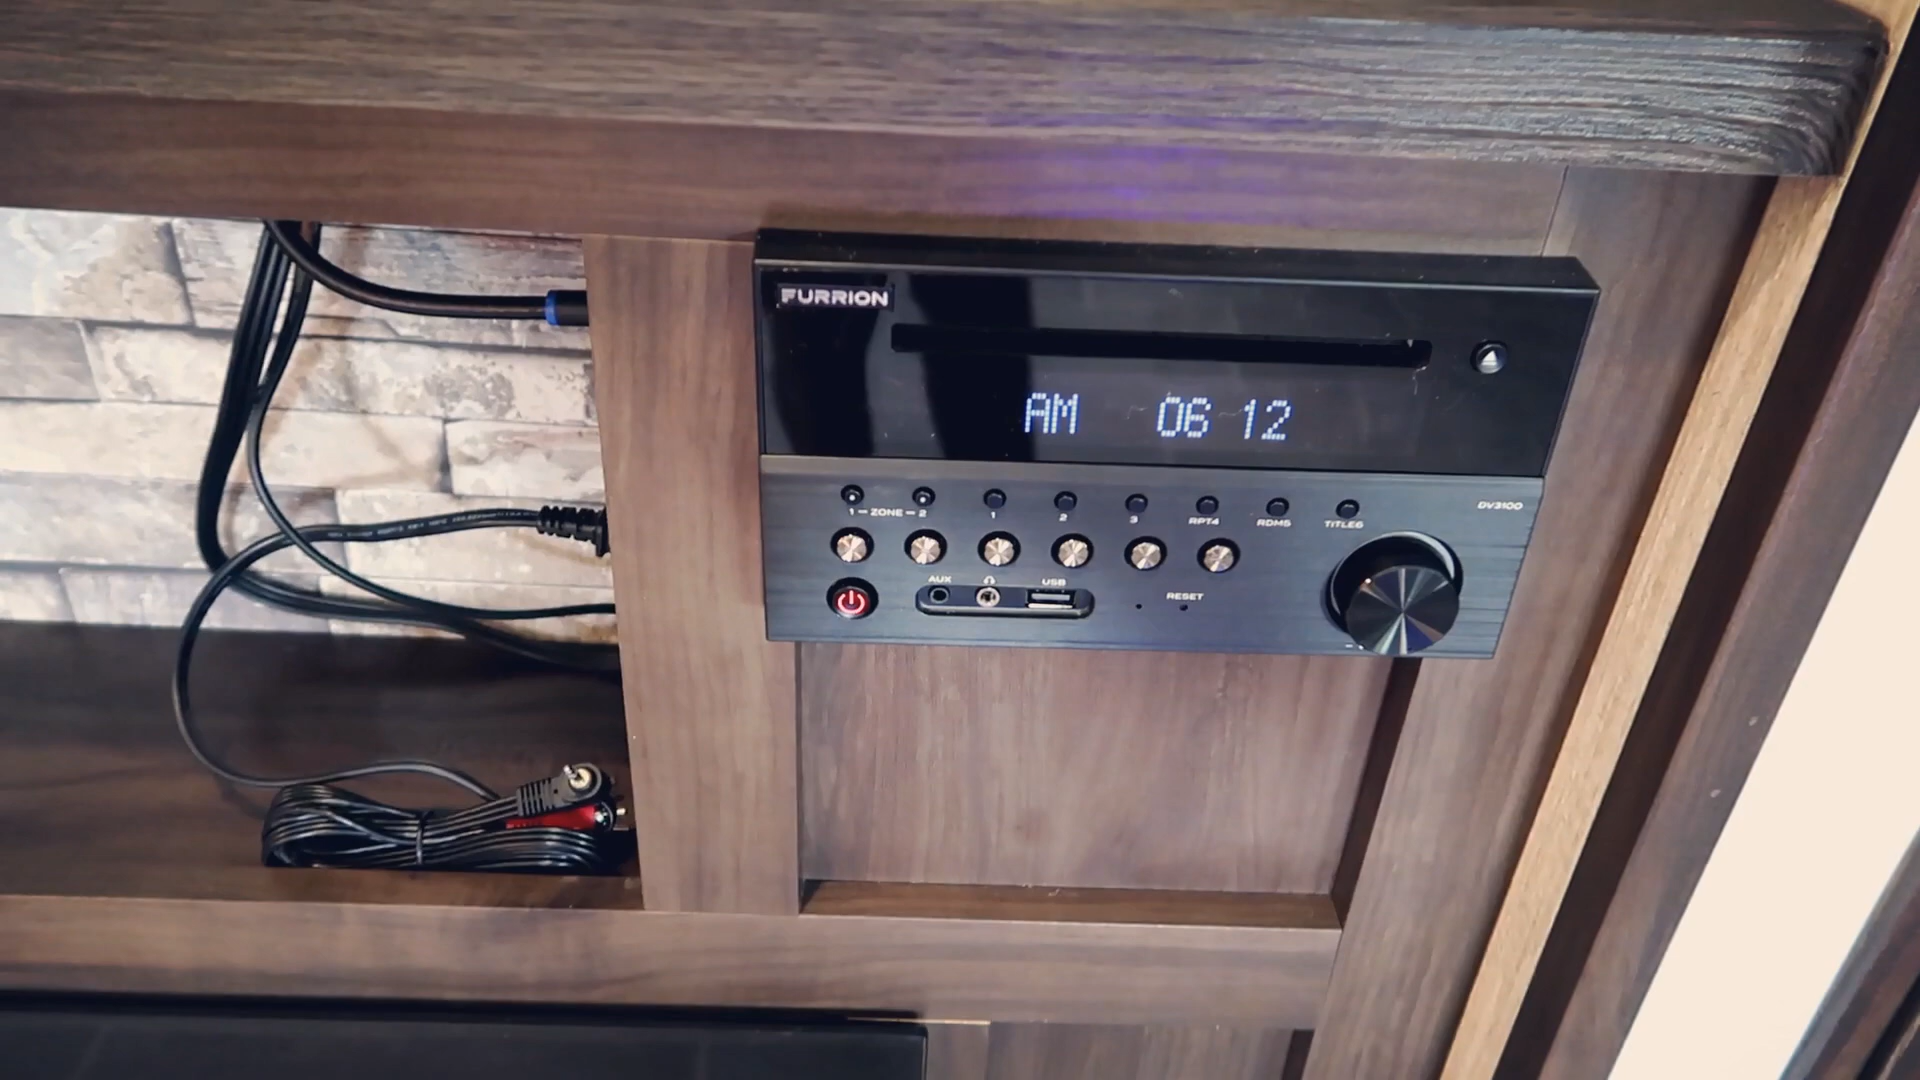 FURRION
AM 06 12
DV3100
1 - ZONE - 2 1 2 3 RPT4 RDM5 TITLE6
AUX USB
RESET